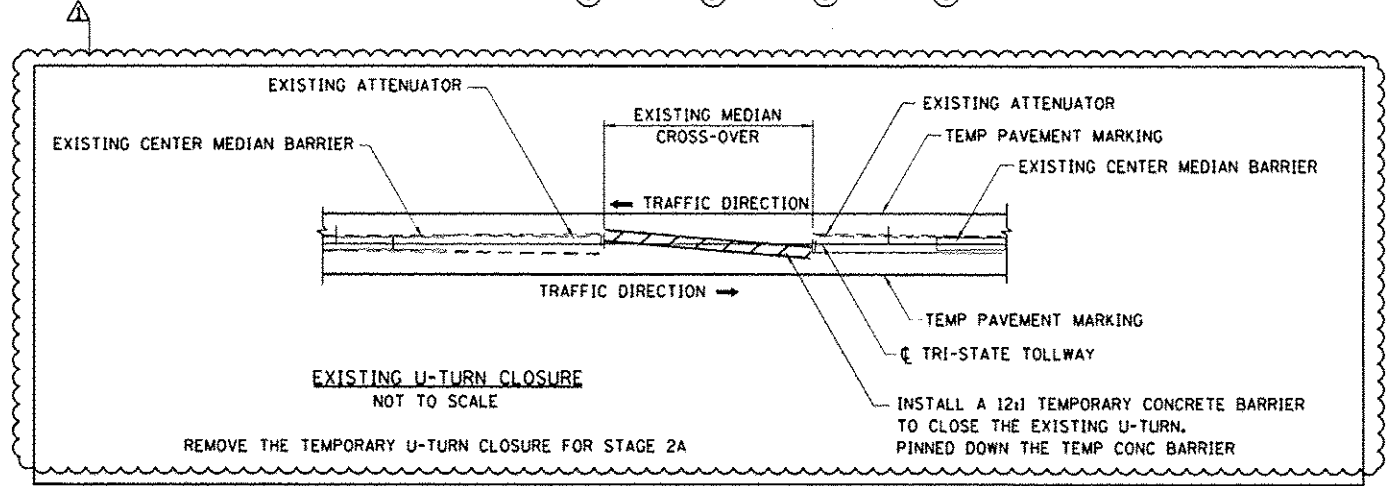 1
EXISTING ATTENUATOR
EXISTING MEDIAN
CROSS-OVER
EXISTING ATTENUATOR
TEMP PAVEMENT MARKING
EXISTING CENTER MEDIAN BARRIER
EXISTING CENTER MEDIAN BARRIER
← TRAFFIC DIRECTION
TRAFFIC DIRECTION →
TEMP PAVEMENT MARKING
℄ TRI-STATE TOLLWAY
EXISTING U-TURN CLOSURE
NOT TO SCALE
INSTALL A 12:1 TEMPORARY CONCRETE BARRIER
TO CLOSE THE EXISTING U-TURN.
PINNED DOWN THE TEMP CONC BARRIER
REMOVE THE TEMPORARY U-TURN CLOSURE FOR STAGE 2A